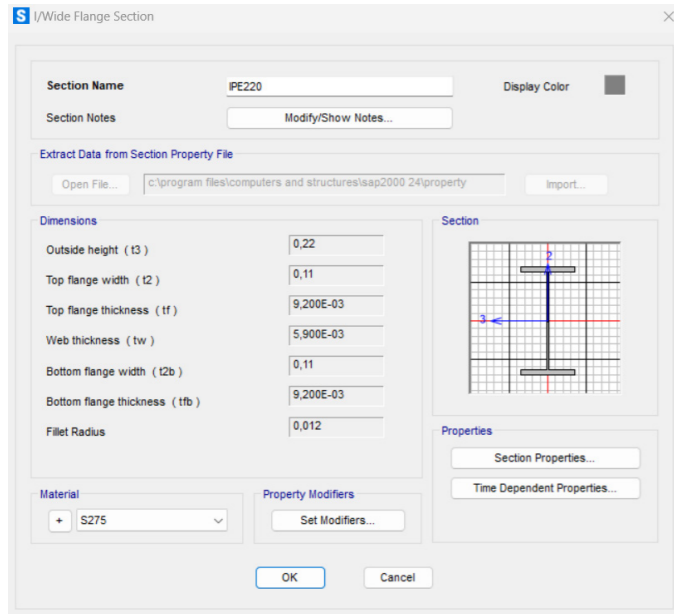 S I/Wide Flange Section
Section Name IPE220 Display Color
Section Notes Modify/Show Notes...
Extract Data from Section Property File
Open File... c:\program files\computers and structures\sap2000 24\property Import...
Dimensions
Outside height ( t3 ) 0,22
Top flange width ( t2 ) 0,11
Top flange thickness ( tf ) 9,200E-03
Web thickness ( tw ) 5,900E-03
Bottom flange width ( t2b ) 0,11
Bottom flange thickness ( tfb ) 9,200E-03
Fillet Radius 0,012
Section
2
3
Properties
Section Properties...
Time Dependent Properties...
Material
+ S275
Property Modifiers
Set Modifiers...
OK Cancel